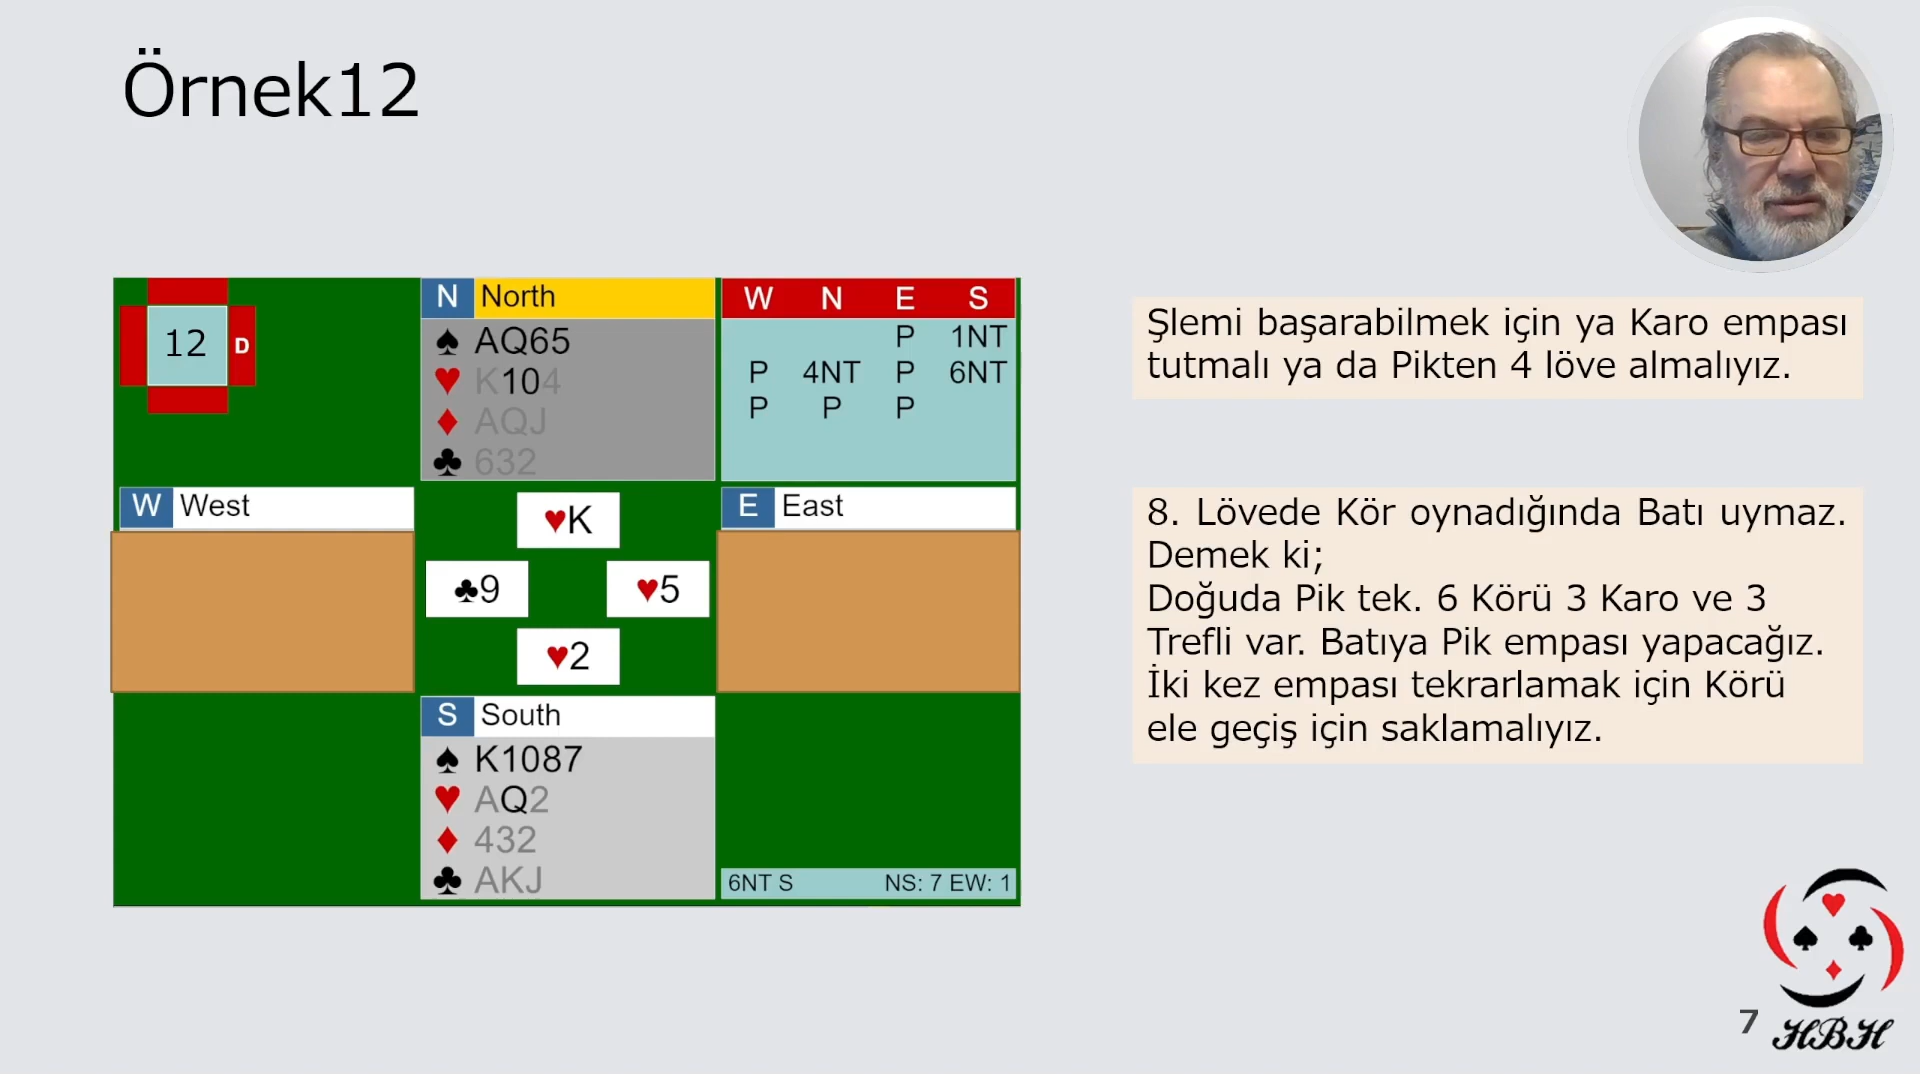 Örnek12
12
D
N North
♠ AQ65
♥ K104
♦ AQJ
♣ 632
W N E S
P 1NT
P 4NT P 6NT
P P P
W West
♥K
♣9
♥5
♥2
E East
S South
♠ K1087
♥ AQ2
♦ 432
♣ AKJ
6NT S NS: 7 EW: 1
Şlemi başarabilmek için ya Karo empası
tutmalı ya da Pikten 4 löve almalıyız.
8. Lövede Kör oynadığında Batı uymaz.
Demek ki;
Doğuda Pik tek. 6 Körü 3 Karo ve 3
Trefli var. Batıya Pik empası yapacağız.
İki kez empası tekrarlamak için Körü
ele geçiş için saklamalıyız.
7
HBH